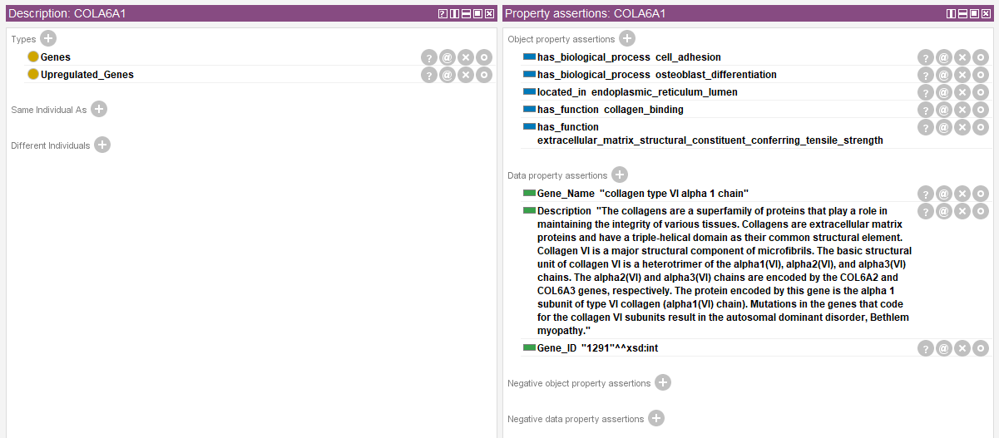 Description: COLA6A1
Types
Genes
Upregulated_Genes
Same Individual As
Different Individuals
Property assertions: COLA6A1
Object property assertions
has_biological_process cell_adhesion
has_biological_process osteoblast_differentiation
located_in endoplasmic_reticulum_lumen
has_function collagen_binding
has_function
extracellular_matrix_structural_constituent_conferring_tensile_strength
Data property assertions
Gene_Name "collagen type VI alpha 1 chain"
Description "The collagens are a superfamily of proteins that play a role in
maintaining the integrity of various tissues. Collagens are extracellular matrix
proteins and have a triple-helical domain as their common structural element.
Collagen VI is a major structural component of microfibrils. The basic structural
unit of collagen VI is a heterotrimer of the alpha1(VI), alpha2(VI), and alpha3(VI)
chains. The alpha2(VI) and alpha3(VI) chains are encoded by the COL6A2 and
COL6A3 genes, respectively. The protein encoded by this gene is the alpha 1
subunit of type VI collagen (alpha1(VI) chain). Mutations in the genes that code
for the collagen VI subunits result in the autosomal dominant disorder, Bethlem
myopathy."
Gene_ID "1291"^^xsd:int
Negative object property assertions
Negative data property assertions